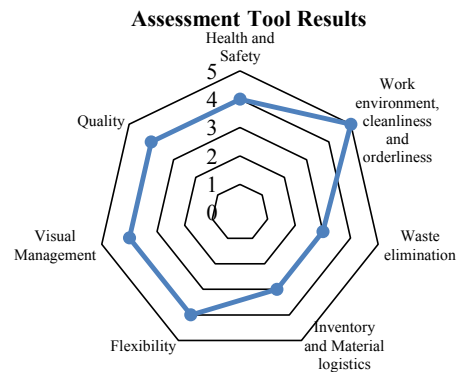 Assessment Tool Results
Health and
Safety
Work
environment,
cleanliness
and
orderliness
Waste
elimination
Inventory
and Material
logistics
Flexibility
Visual
Management
Quality
5
4
3
2
1
0